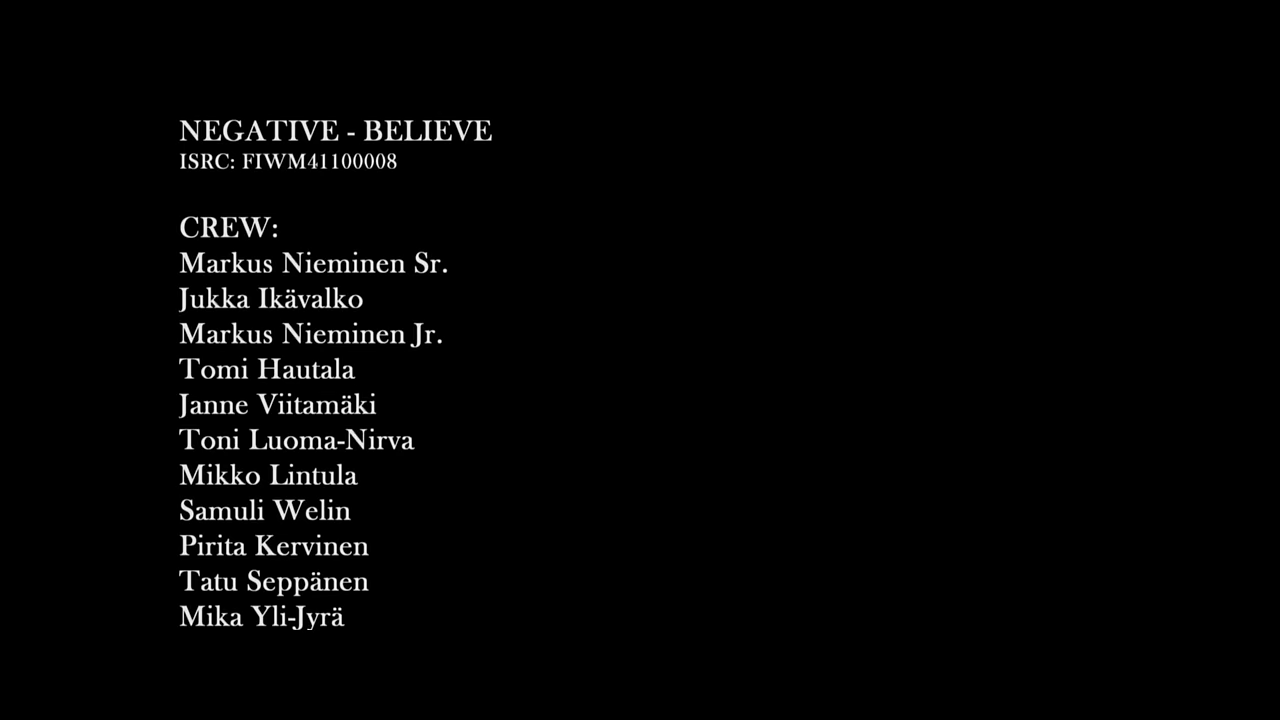 NEGATIVE - BELIEVE
ISRC: FIWM41100008
CREW:
Markus Nieminen Sr.
Jukka Ikävalko
Markus Nieminen Jr.
Tomi Hautala
Janne Viitamäki
Toni Luoma-Nirva
Mikko Lintula
Samuli Welin
Pirita Kervinen
Tatu Seppänen
Mika Yli-Jyrä